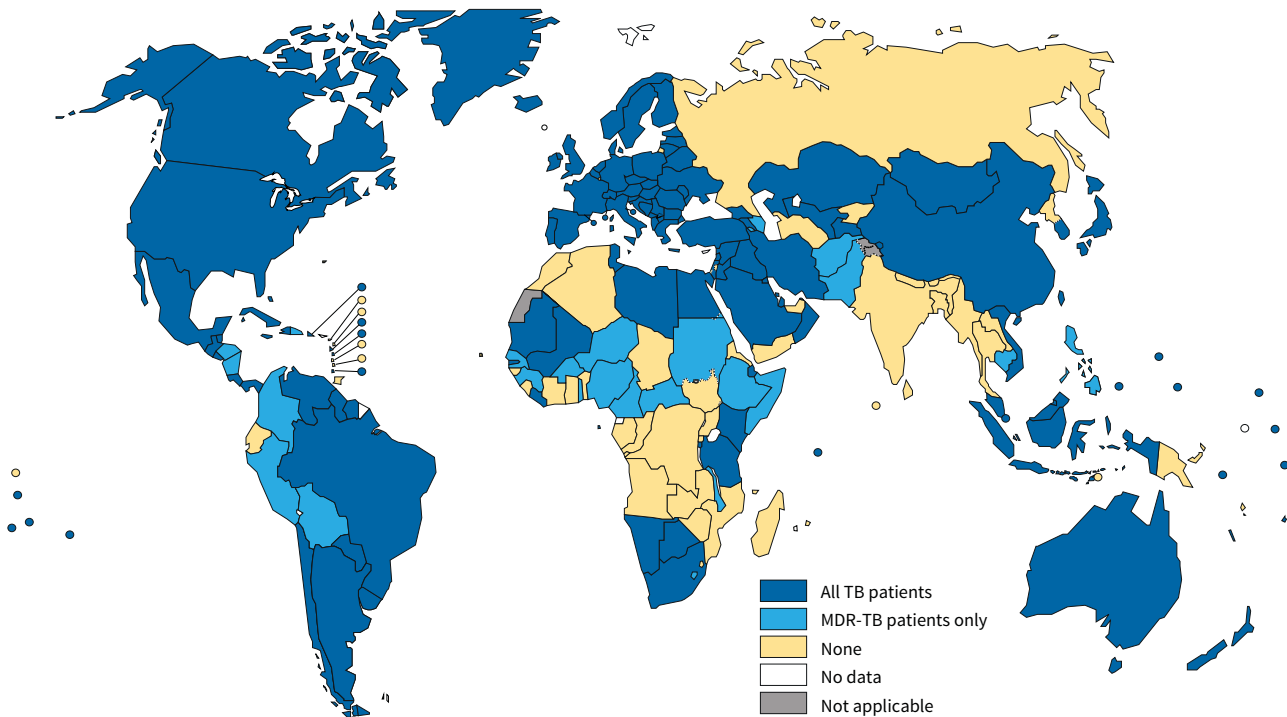 All TB patients
MDR-TB patients only
None
No data
Not applicable